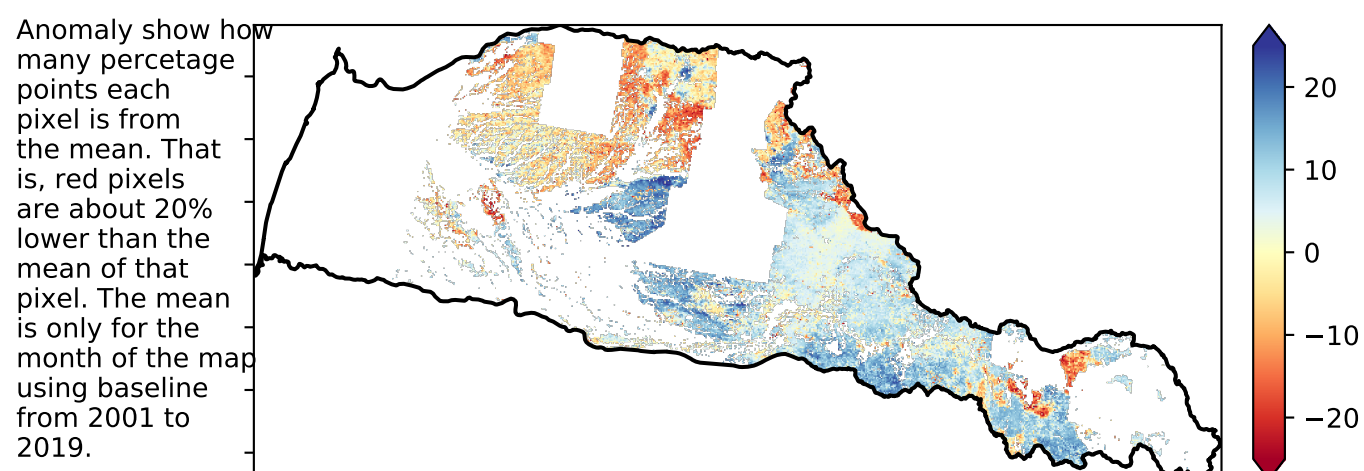 Anomaly show how
many percetage
points each
pixel is from
the mean. That
is, red pixels
are about 20%
lower than the
mean of that
pixel. The mean
is only for the
month of the map
using baseline
from 2001 to
2019.
20
10
0
−10
−20